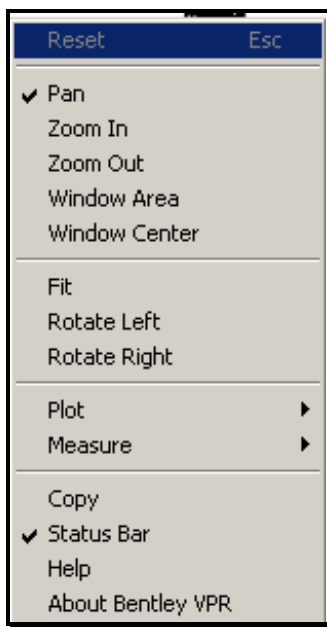 Reset Esc
Pan
Zoom In
Zoom Out
Window Area
Window Center
Fit
Rotate Left
Rotate Right
Plot
Measure
Copy
Status Bar
Help
About Bentley VPR